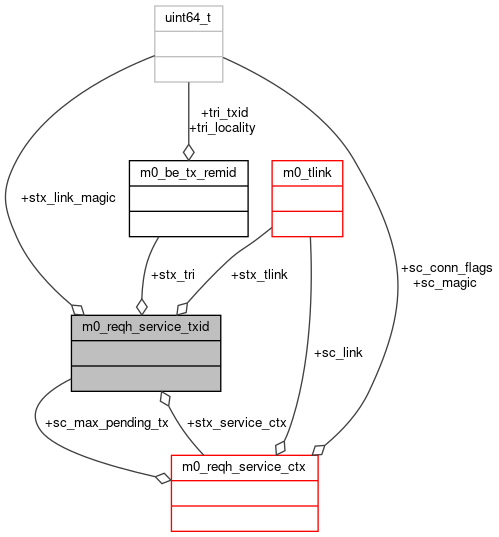 uint64_t
+tri_txid
+tri_locality
m0_be_tx_remid
m0_tlink
+stx_link_magic
+stx_tri
+stx_tlink
+sc_conn_flags
+sc_magic
m0_reqh_service_txid
+sc_link
+sc_max_pending_tx
+stx_service_ctx
m0_reqh_service_ctx